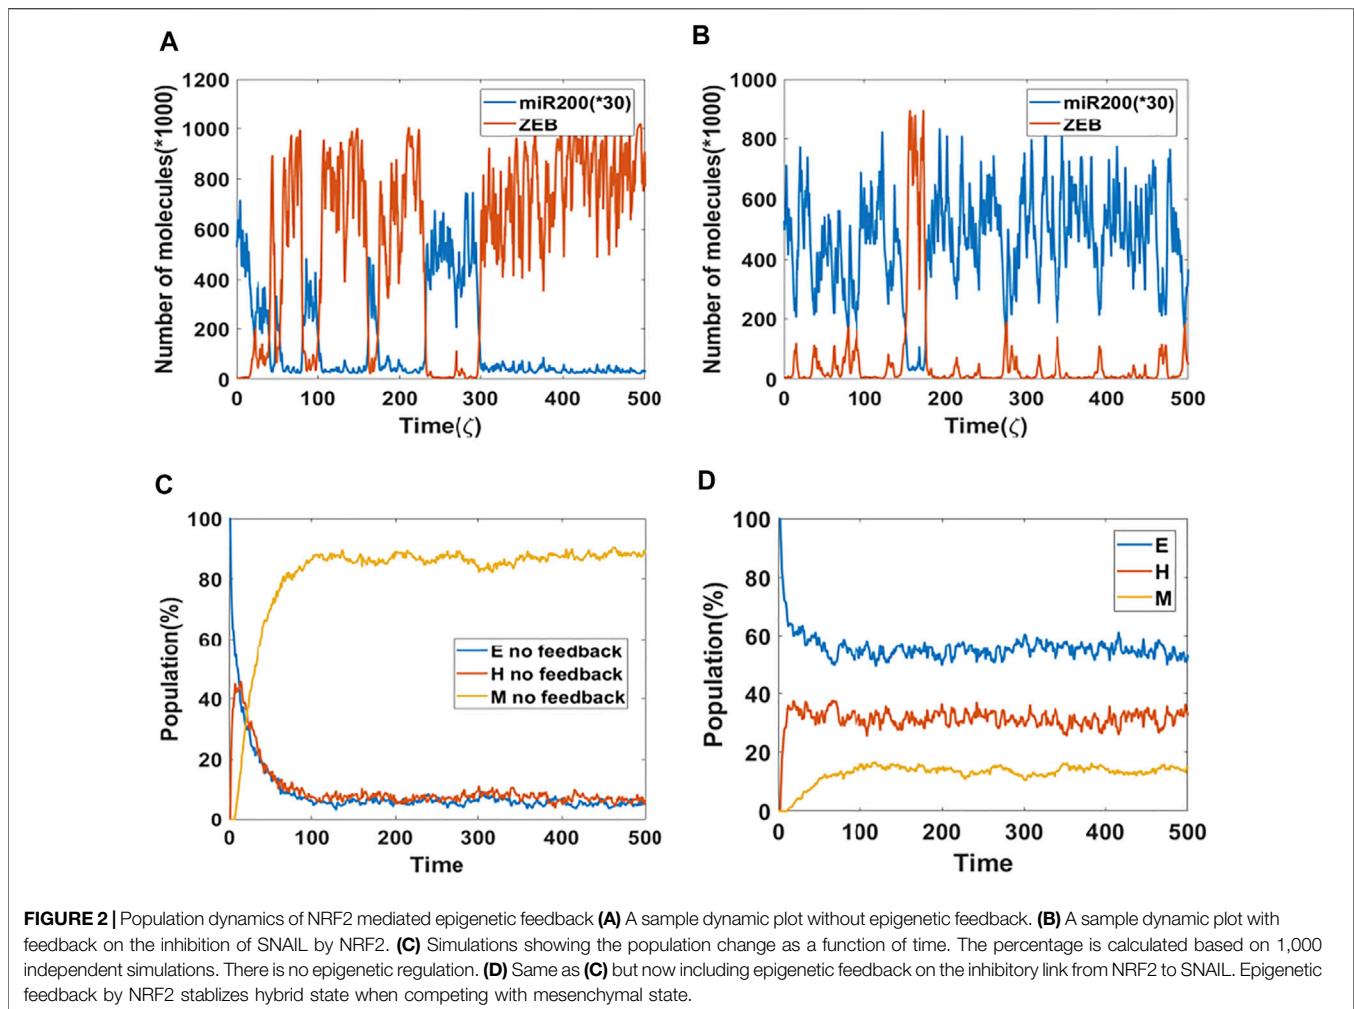 A
1200
1000
800
600
400
200
0
Number of molecules(*1000)
miR200(*30)
ZEB
0 100 200 300 400 500
Time(ζ)
B
1000
800
600
400
200
0
Number of molecules(*1000)
miR200(*30)
ZEB
0 100 200 300 400 500
Time(ζ)
C
100
80
60
40
20
0
Population(%)
E no feedback
H no feedback
M no feedback
0 100 200 300 400 500
Time
D
100
80
60
40
20
0
Population(%)
E
H
M
0 100 200 300 400 500
Time
FIGURE 2 | Population dynamics of NRF2 mediated epigenetic feedback (A) A sample dynamic plot without epigenetic feedback. (B) A sample dynamic plot with
feedback on the inhibition of SNAIL by NRF2. (C) Simulations showing the population change as a function of time. The percentage is calculated based on 1,000
independent simulations. There is no epigenetic regulation. (D) Same as (C) but now including epigenetic feedback on the inhibitory link from NRF2 to SNAIL. Epigenetic
feedback by NRF2 stablizes hybrid state when competing with mesenchymal state.